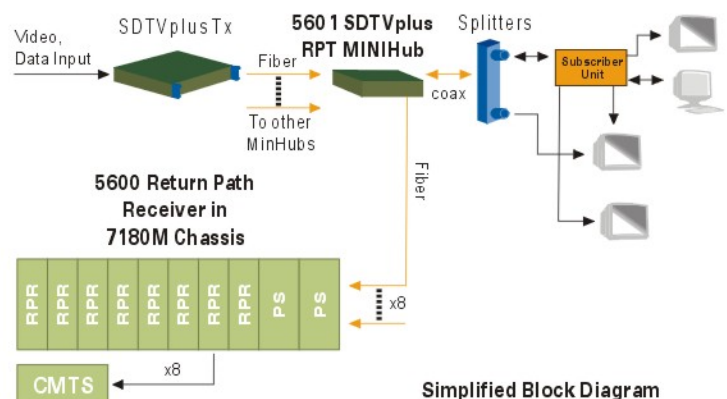 Video,
Data Input
SDTVplusTx
Fiber
To other
MinHubs
5601 SDTVplus
RPT MINIHub
coax
Splitters
Subscriber
Unit
Fiber
5600 Return Path
Receiver in
7180M Chassis
RPR
RPR
RPR
RPR
RPR
RPR
RPR
RPR
PS
PS
x8
x8
CMTS
Simplified Block Diagram